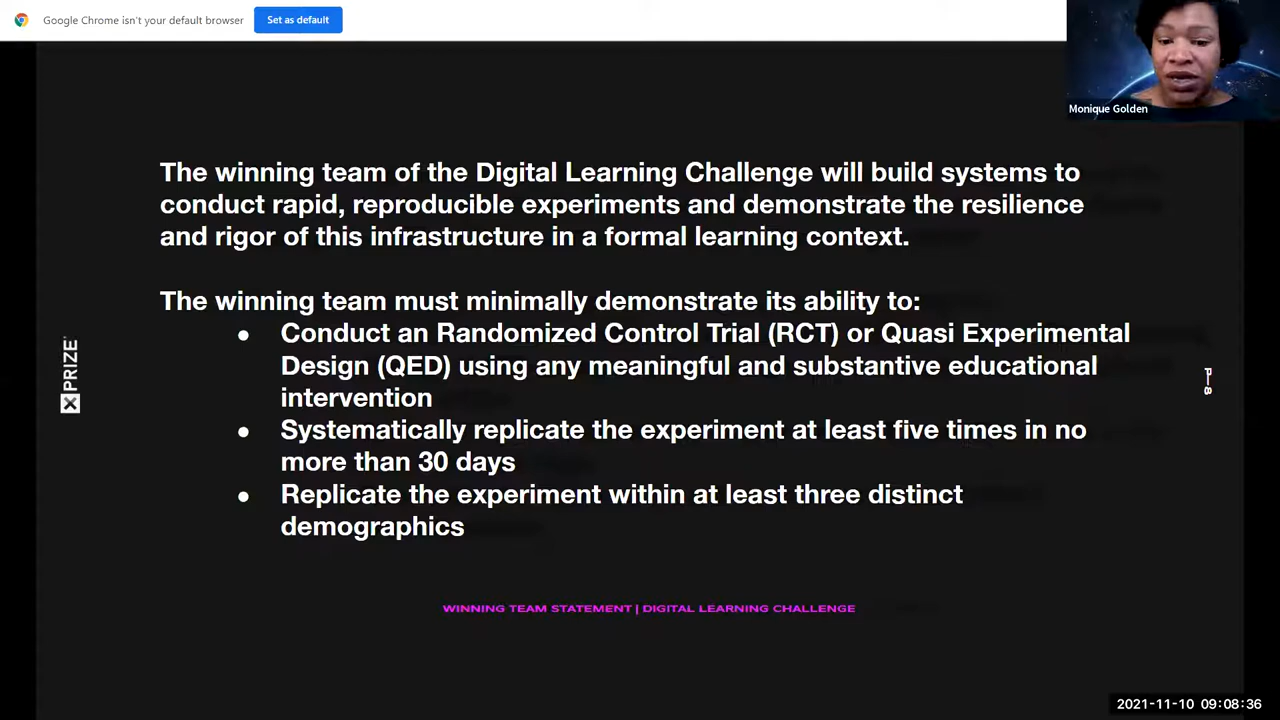 Google Chrome isn't your default browser
Set as default
Monique Golden
The winning team of the Digital Learning Challenge will build systems to
conduct rapid, reproducible experiments and demonstrate the resilience
and rigor of this infrastructure in a formal learning context.
The winning team must minimally demonstrate its ability to:
● Conduct an Randomized Control Trial (RCT) or Quasi Experimental
Design (QED) using any meaningful and substantive educational
intervention
● Systematically replicate the experiment at least five times in no
more than 30 days
● Replicate the experiment within at least three distinct
demographics
XPRIZE
P—8
WINNING TEAM STATEMENT | DIGITAL LEARNING CHALLENGE
2021-11-10 09:08:36